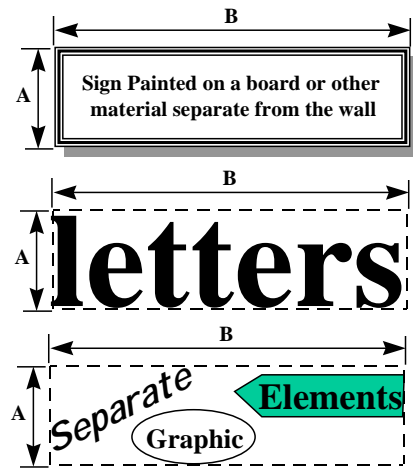 B
A
Sign Painted on a board or other
material separate from the wall
B
A
letters
B
A
Separate
Elements
Graphic